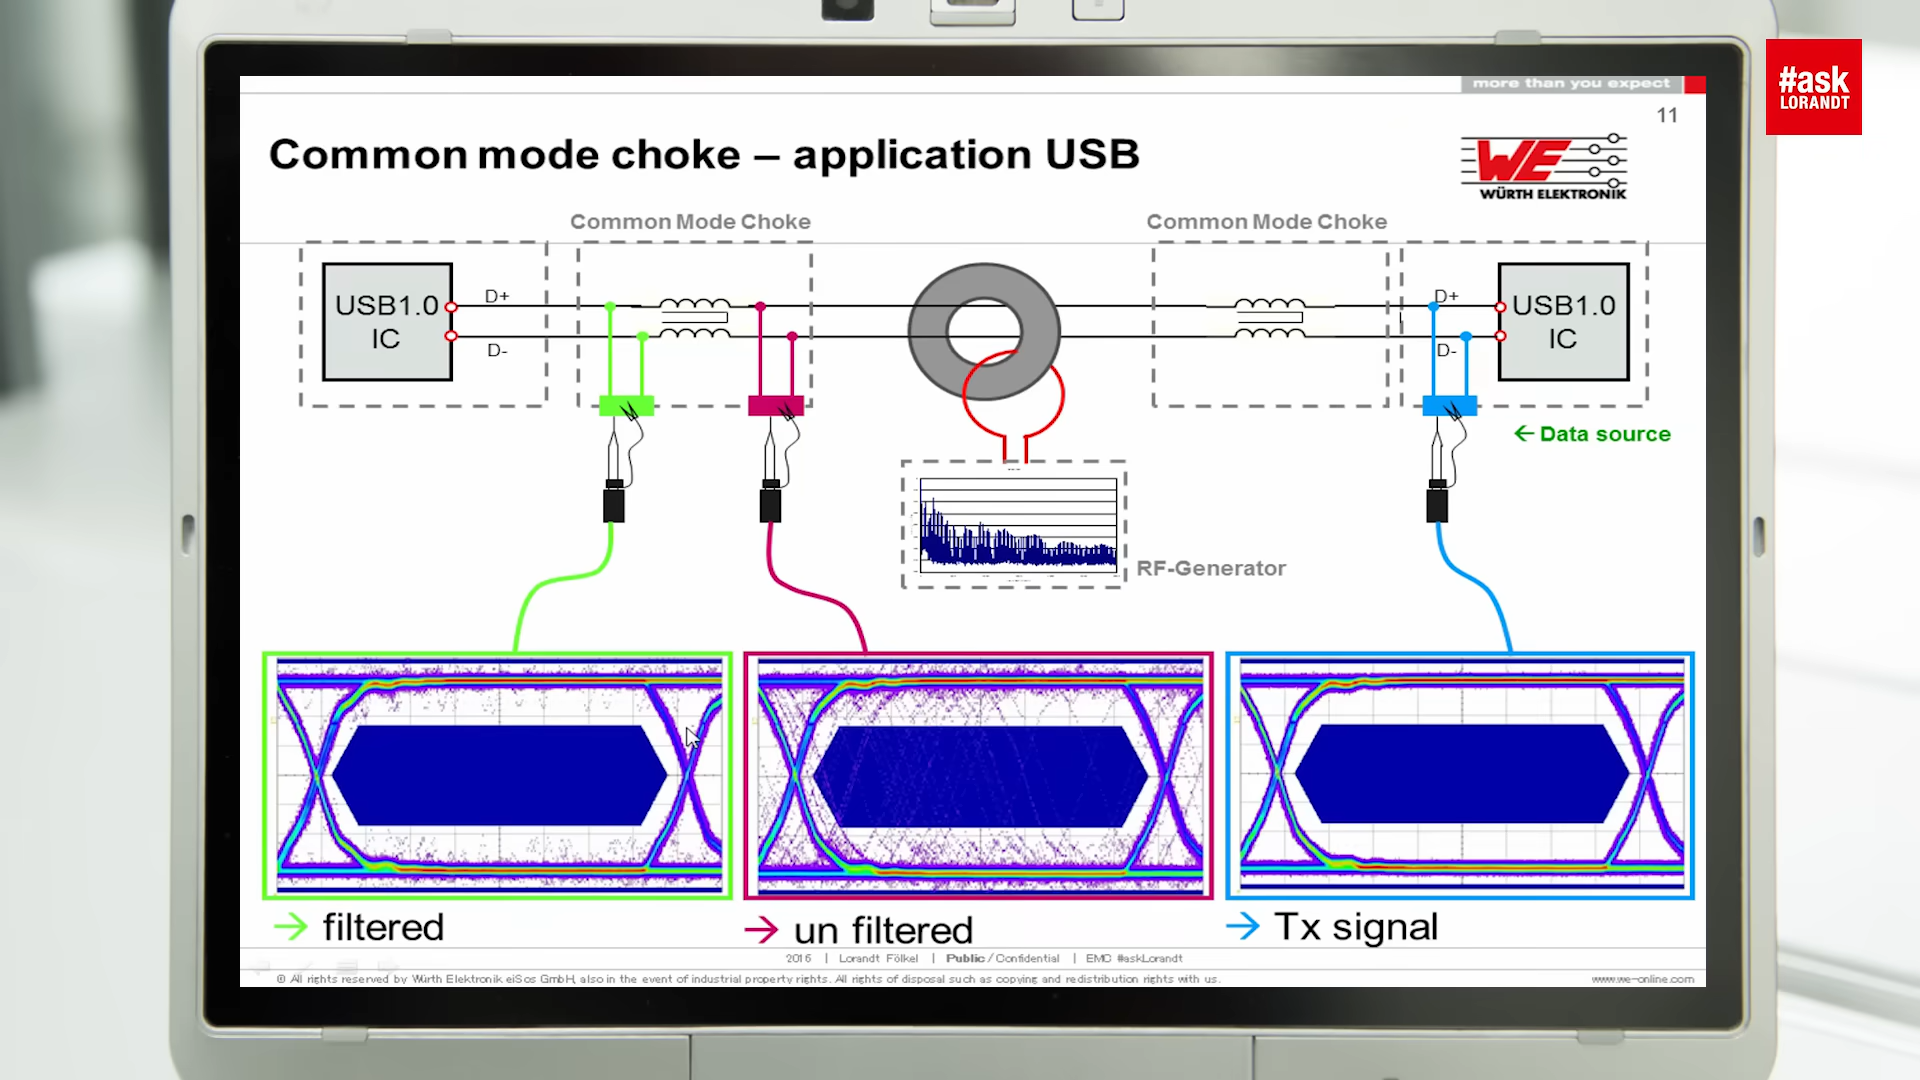 #ask
LORANDT
more than you expect
11
Common mode choke – application USB
WE
WÜRTH ELEKTRONIK
Common Mode Choke
Common Mode Choke
USB1.0
IC
D+
D-
D+
D-
USB1.0
IC
← Data source
RF-Generator
→ filtered
→ un filtered
→ Tx signal
2016 | Lorandt Fölkel | Public / Confidential | EMC #askLorandt
© All rights reserved by Würth Elektronik eiSos GmbH, also in the event of industrial property rights. All rights of disposal such as copying and redistribution rights with us.
www.we-online.com